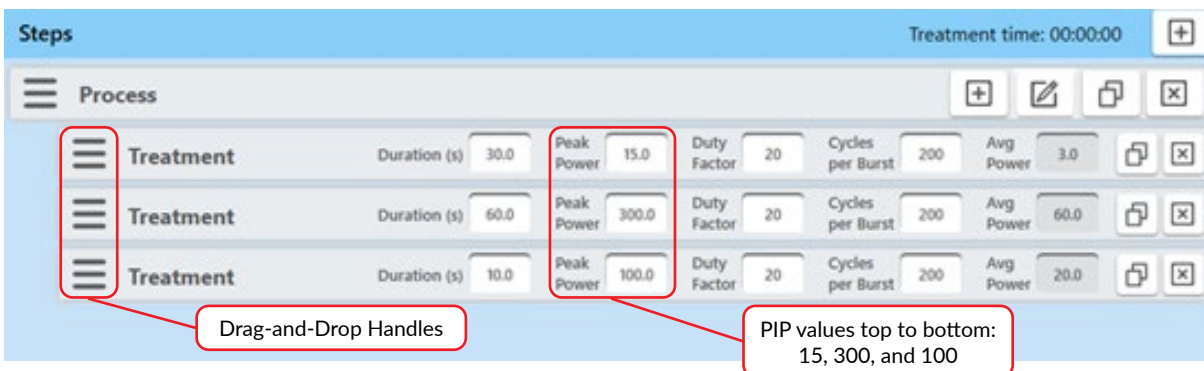 Steps Treatment time: 00:00:00
Process
Treatment Duration (s) 30.0 Peak Power 15.0 Duty Factor 20 Cycles per Burst 200 Avg Power 3.0
Treatment Duration (s) 60.0 Peak Power 300.0 Duty Factor 20 Cycles per Burst 200 Avg Power 60.0
Treatment Duration (s) 10.0 Peak Power 100.0 Duty Factor 20 Cycles per Burst 200 Avg Power 20.0
Drag-and-Drop Handles
PIP values top to bottom:
15, 300, and 100